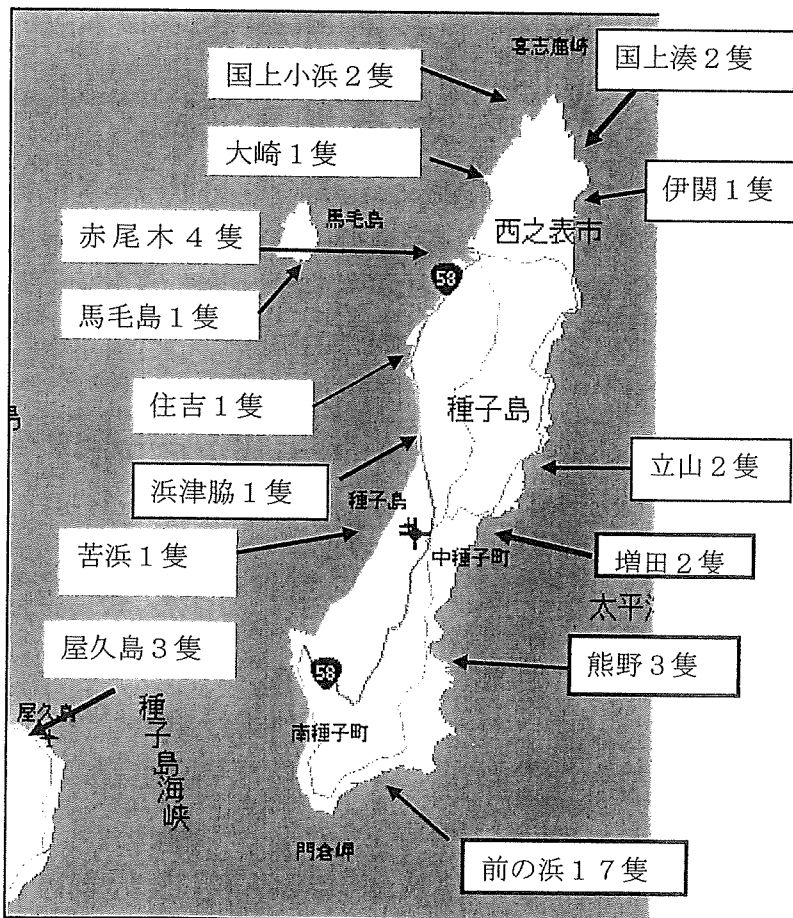 喜志鹿崎
国上湊２隻
国上小浜２隻
大崎１隻
伊関１隻
馬毛島
西之表市
赤尾木４隻
58
馬毛島１隻
住吉１隻
種子島
島
立山２隻
浜津脇１隻
種子島
苦浜１隻
中種子町
増田２隻
太平
屋久島３隻
熊野３隻
58
屋久島
種子島海峡
南種子町
門倉岬
前の浜１７隻